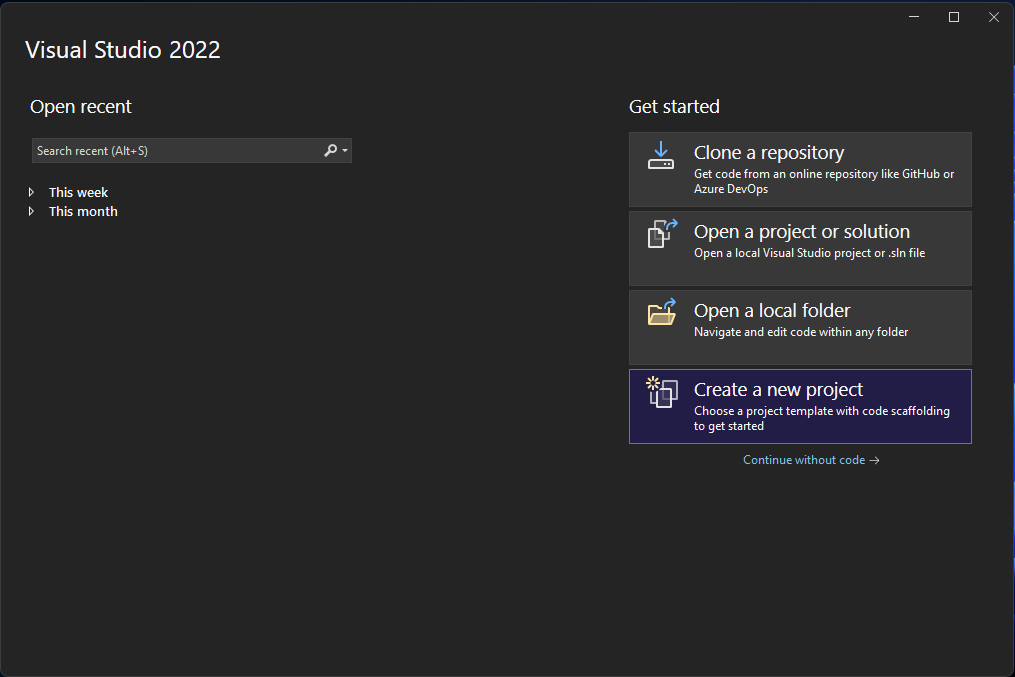 Visual Studio 2022
Open recent
Search recent (Alt+S)
This week
This month
Get started
Clone a repository
Get code from an online repository like GitHub or
Azure DevOps
Open a project or solution
Open a local Visual Studio project or .sln file
Open a local folder
Navigate and edit code within any folder
Create a new project
Choose a project template with code scaffolding
to get started
Continue without code →